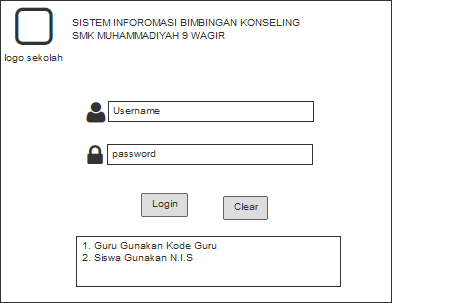 SISTEM INFOROMASI BIMBINGAN KONSELING
SMK MUHAMMADIYAH 9 WAGIR
logo sekolah
Username
password
Login
Clear
1. Guru Gunakan Kode Guru
2. Siswa Gunakan N.I.S